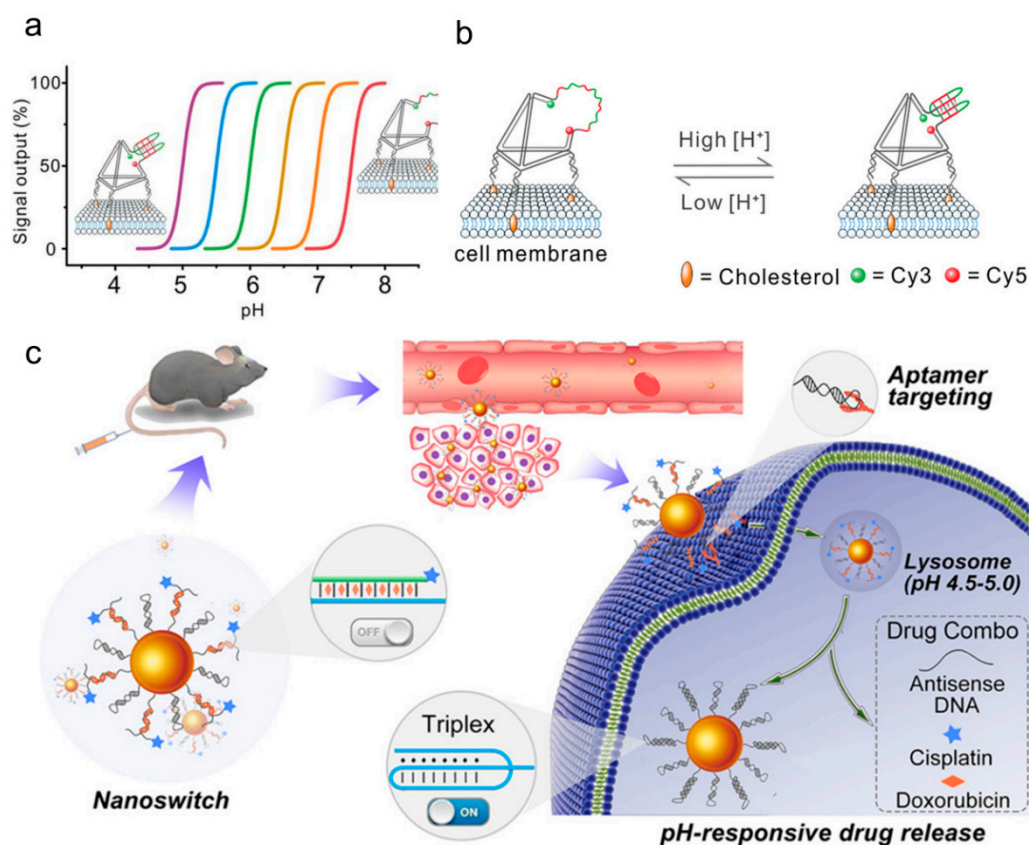 a
Signal output (%)
100
50
0
4 5 6 7 8
pH
b
cell membrane
High [H⁺]
Low [H⁺]
= Cholesterol = Cy3 = Cy5
c
Aptamer
targeting
Lysosome
(pH 4.5-5.0)
OFF
Nanoswitch
Triplex
ON
Drug Combo
Antisense
DNA
Cisplatin
Doxorubicin
pH-responsive drug release